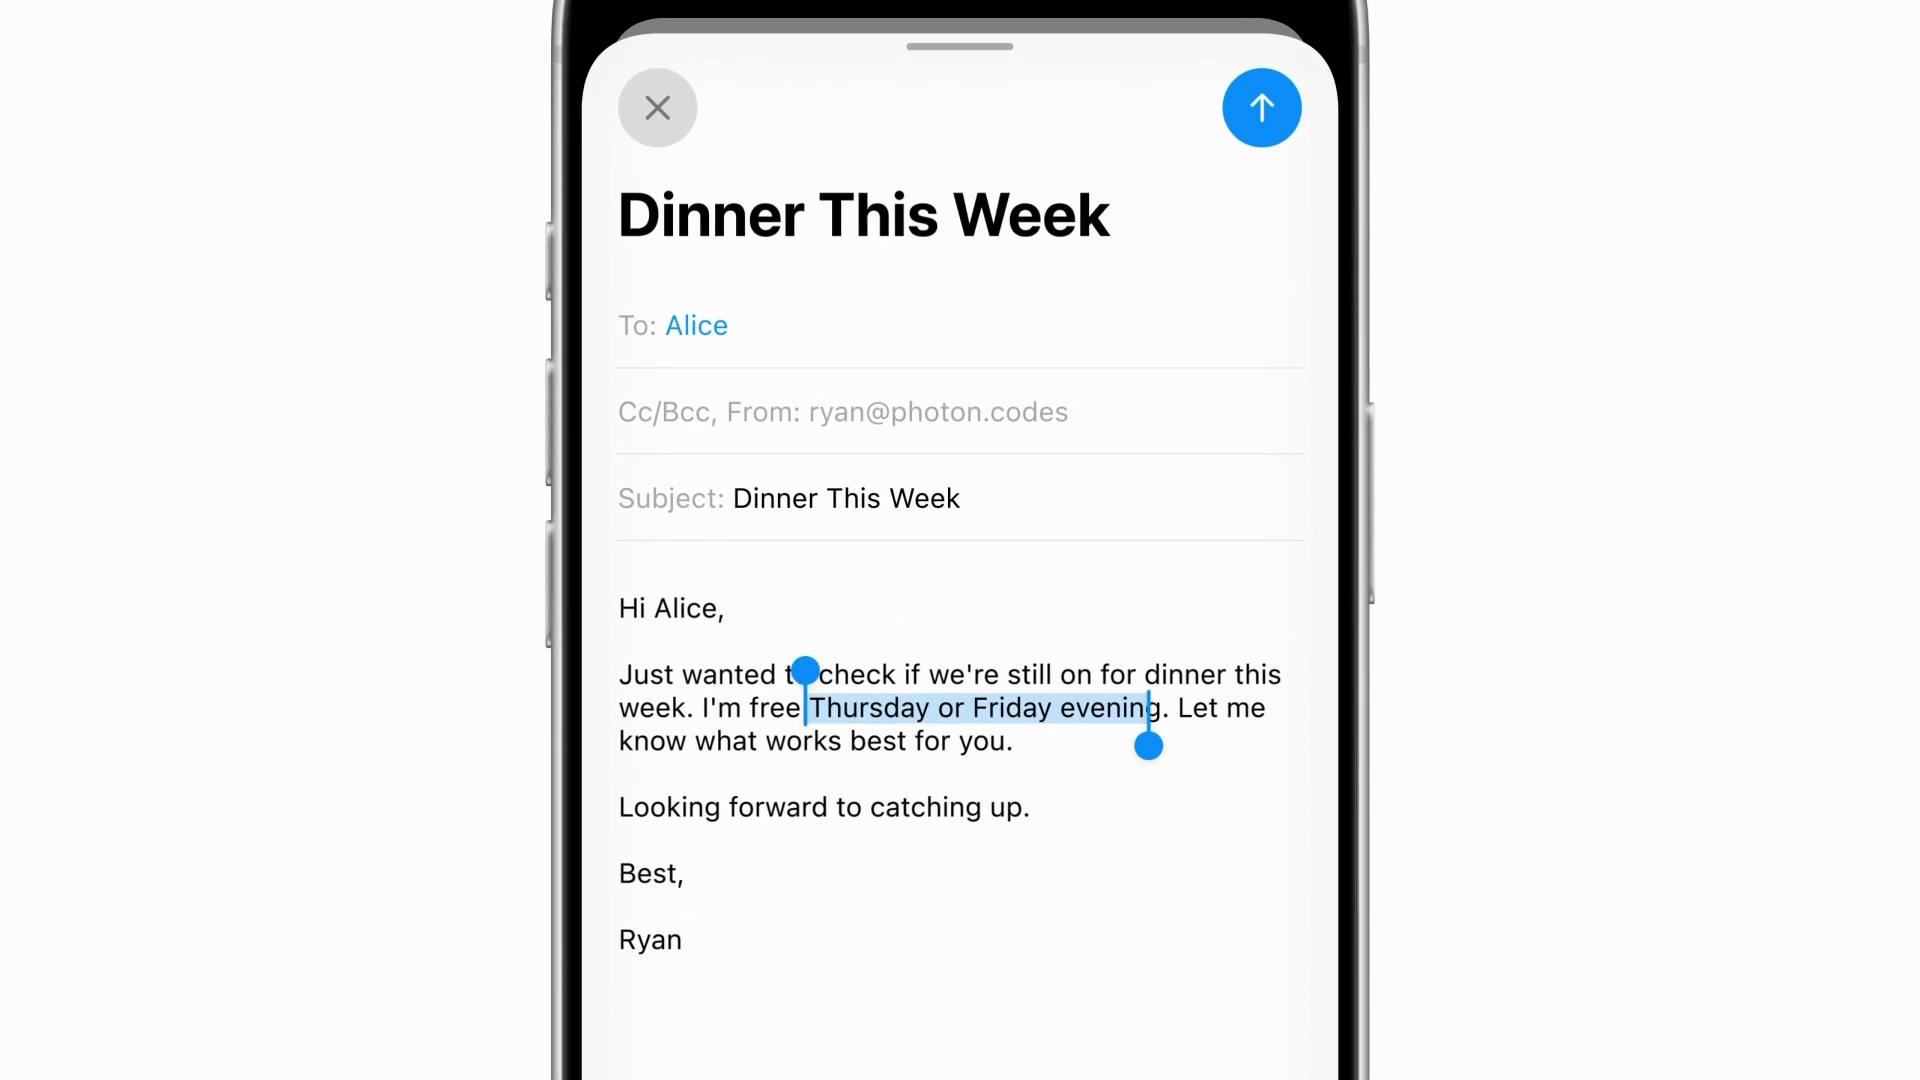 Dinner This Week
To: Alice
Cc/Bcc, From: ryan@photon.codes
Subject: Dinner This Week
Hi Alice,
Just wanted to check if we're still on for dinner this
week. I'm free Thursday or Friday evening. Let me
know what works best for you.
Looking forward to catching up.
Best,
Ryan